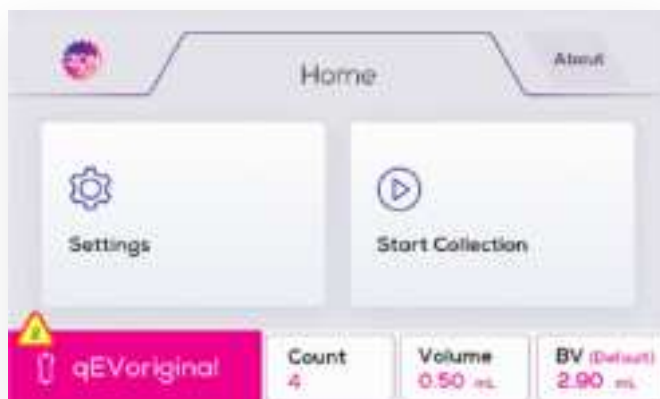 Home
About
Settings
Start Collection
qEVoriginal
Count
4
Volume
0.50 mL
BV (Default)
2.90 mL